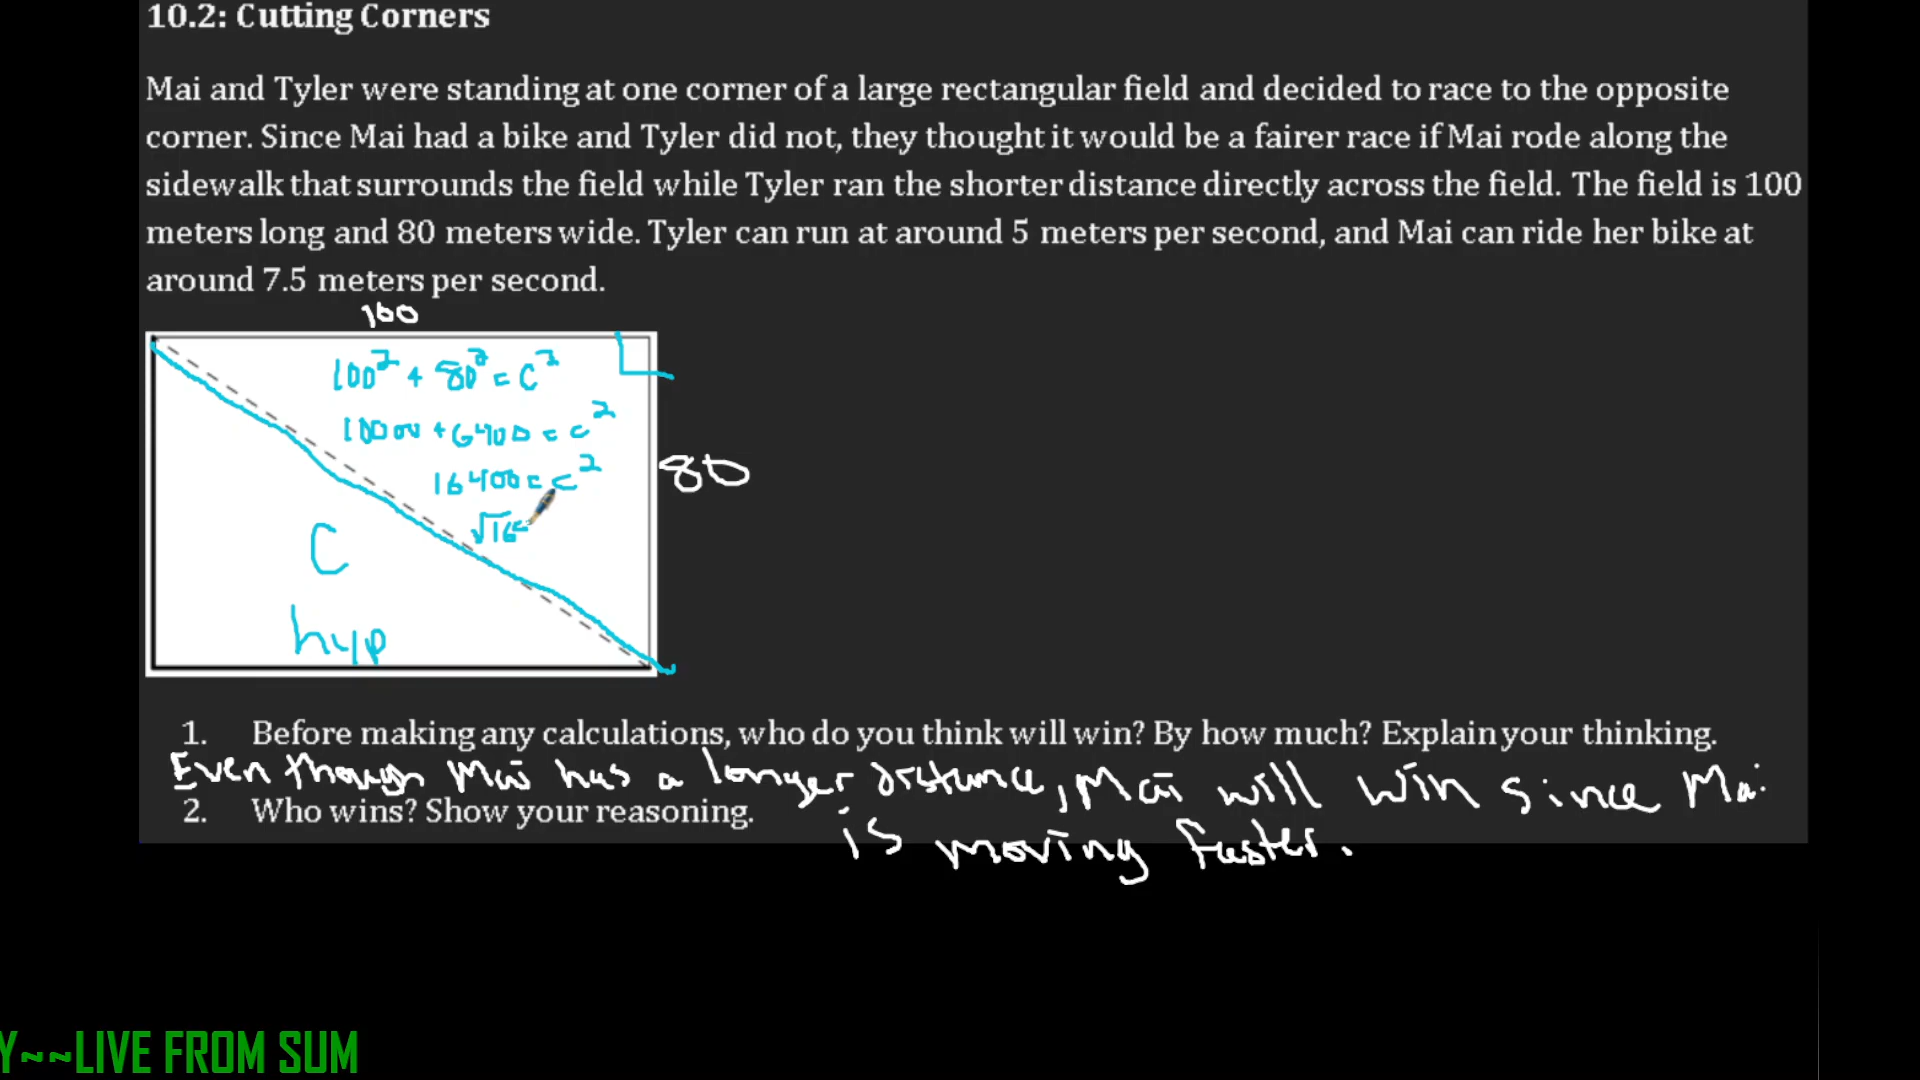 10.2: Cutting Corners
Mai and Tyler were standing at one corner of a large rectangular field and decided to race to the opposite
corner. Since Mai had a bike and Tyler did not, they thought it would be a fairer race if Mai rode along the
sidewalk that surrounds the field while Tyler ran the shorter distance directly across the field. The field is 100
meters long and 80 meters wide. Tyler can run at around 5 meters per second, and Mai can ride her bike at
around 7.5 meters per second.
100
100² + 80² = C²
10000 + 6400 = c²
16400 = c²
80
√16
C
hyp
1. Before making any calculations, who do you think will win? By how much? Explain your thinking.
Even though Mai has a longer distance, Mai will win since Mai
2. Who wins? Show your reasoning.
is moving faster.
Y~~LIVE FROM SUM